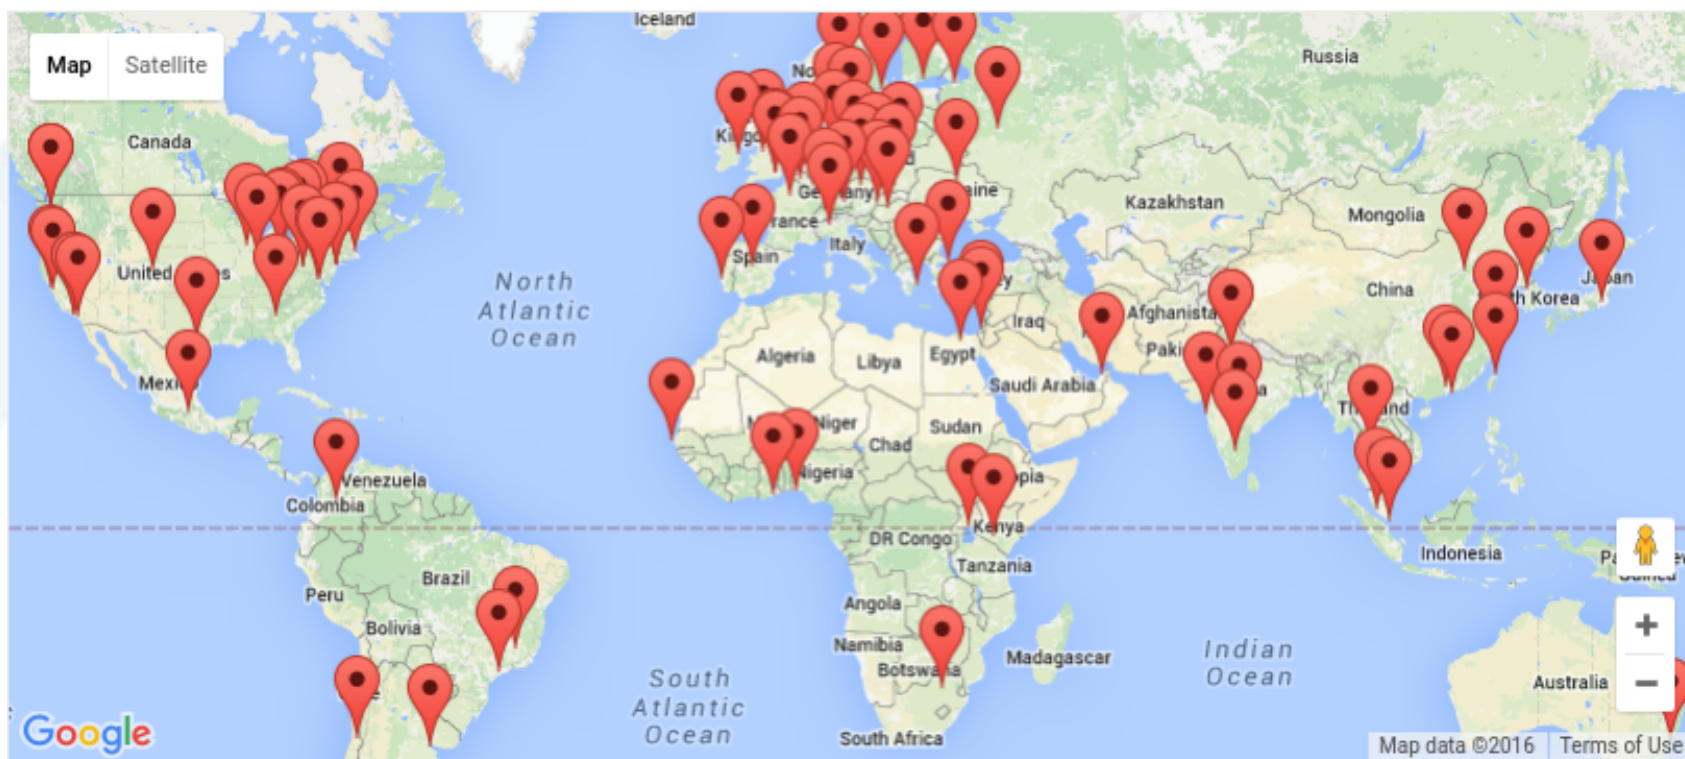 Iceland
Map Satellite
Russia
Canada
Kazakhstan
Mongolia
France
Italy
Spain
North
Atlantic
Ocean
China
Iraq
Algeria
Libya
Egypt
Saudi Arabia
Niger
Sudan
Chad
Nigeria
Venezuela
Colombia
Kenya
DR Congo
Indonesia
Tanzania
Brazil
Peru
Angola
Bolivia
Namibia
Botswana
Madagascar
Indian
Ocean
South
Atlantic
Ocean
Australia
South Africa
+
−
Google
Map data ©2016 Terms of Use